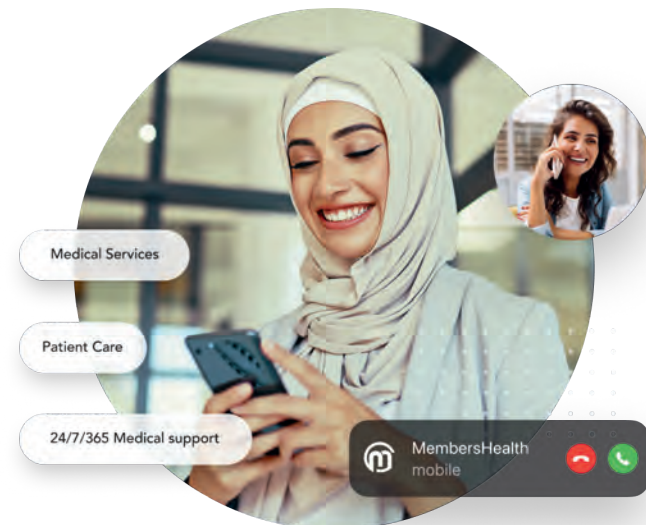 Medical Services
Patient Care
24/7/365 Medical support
MembersHealth
mobile